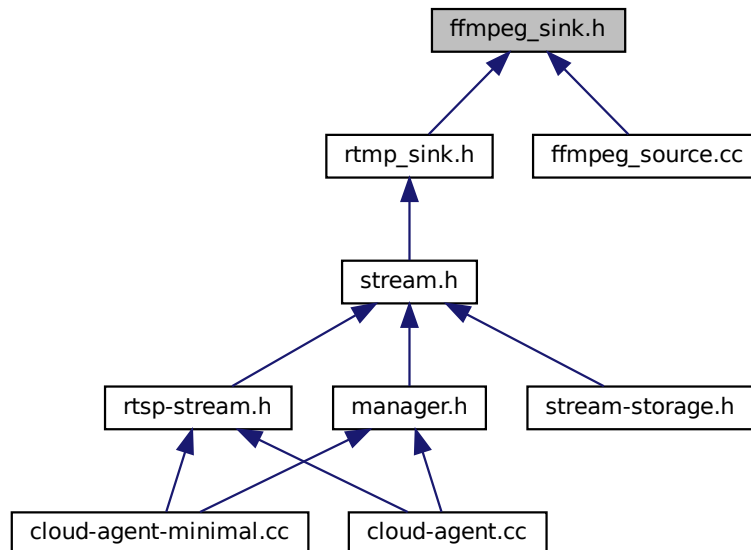 ffmpeg_sink.h
rtmp_sink.h
ffmpeg_source.cc
stream.h
rtsp-stream.h
manager.h
stream-storage.h
cloud-agent-minimal.cc
cloud-agent.cc